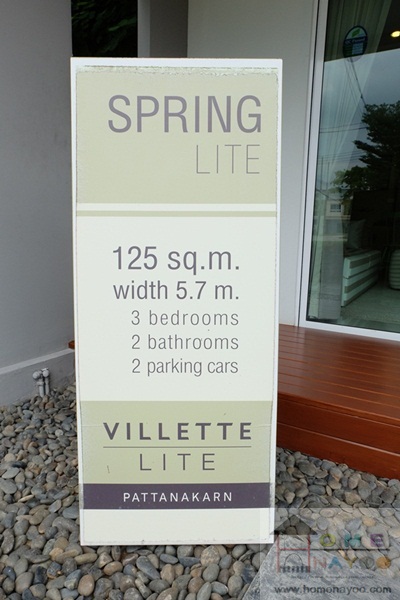 SPRING
LITE
125 sq.m.
width 5.7 m.
3 bedrooms
2 bathrooms
2 parking cars
VILLETTE
LITE
PATTANAKARN
HOME
NAYOO
www.homenayoo.com